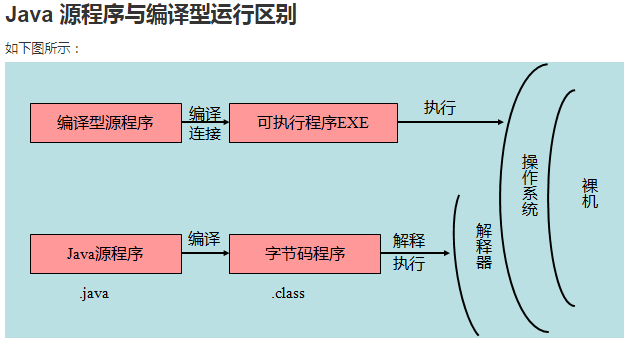 Java 源程序与编译型运行区别
如下图所示：
编译型源程序
编译
连接
可执行程序EXE
执行
操作系统
裸机
Java源程序
编译
字节码程序
解释
执行
解释器
.java
.class